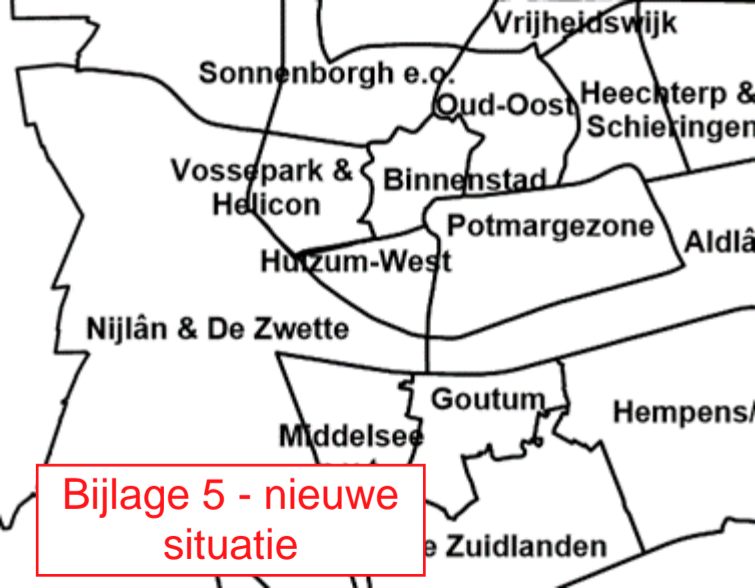 Vrijheidswijk
Sonnenborgh e.o.
Oud-Oost
Heechterp &
Schieringen
Vossepark &
Helicon
Binnenstad
Potmargezone
Aldlâ
Huizum-West
Nijlân & De Zwette
Goutum
Hempens/
Middelsee
Bijlage 5 - nieuwe
situatie
e Zuidlanden